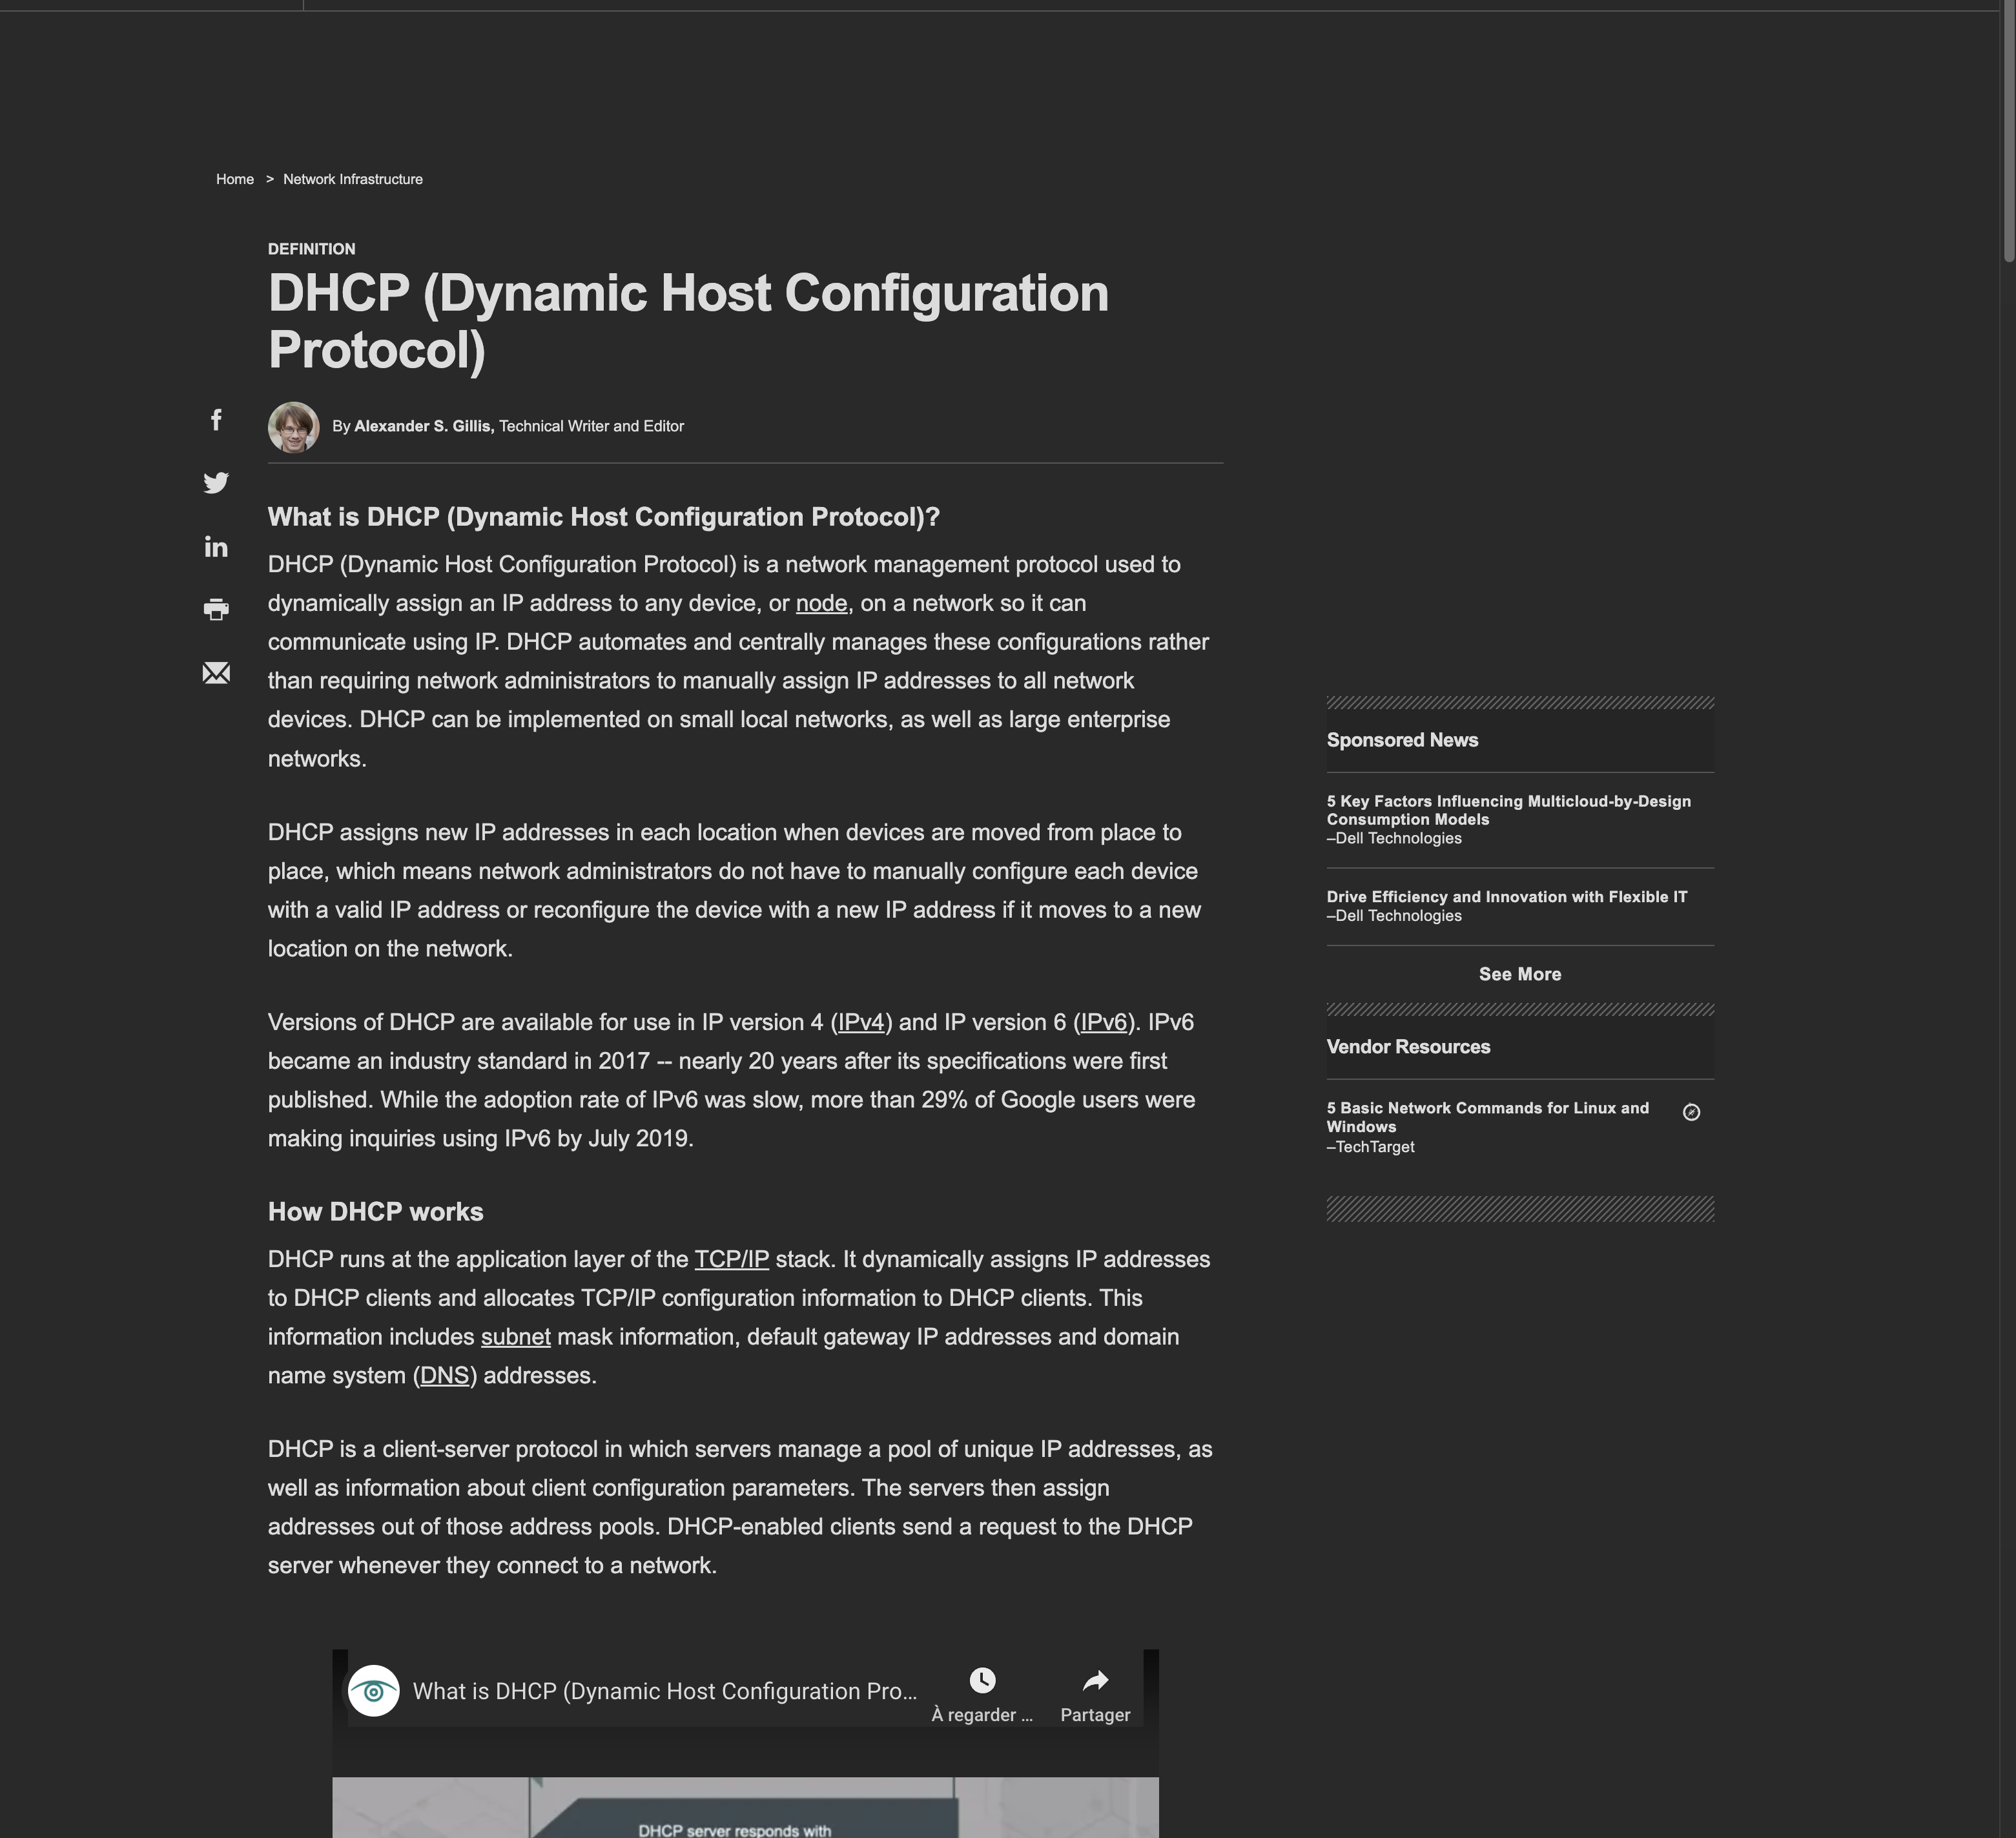 Home > Network Infrastructure
DEFINITION
DHCP (Dynamic Host Configuration
Protocol)
By Alexander S. Gillis, Technical Writer and Editor
What is DHCP (Dynamic Host Configuration Protocol)?
DHCP (Dynamic Host Configuration Protocol) is a network management protocol used to
dynamically assign an IP address to any device, or node, on a network so it can
communicate using IP. DHCP automates and centrally manages these configurations rather
than requiring network administrators to manually assign IP addresses to all network
devices. DHCP can be implemented on small local networks, as well as large enterprise
networks.
DHCP assigns new IP addresses in each location when devices are moved from place to
place, which means network administrators do not have to manually configure each device
with a valid IP address or reconfigure the device with a new IP address if it moves to a new
location on the network.
Versions of DHCP are available for use in IP version 4 (IPv4) and IP version 6 (IPv6). IPv6
became an industry standard in 2017 -- nearly 20 years after its specifications were first
published. While the adoption rate of IPv6 was slow, more than 29% of Google users were
making inquiries using IPv6 by July 2019.
How DHCP works
DHCP runs at the application layer of the TCP/IP stack. It dynamically assigns IP addresses
to DHCP clients and allocates TCP/IP configuration information to DHCP clients. This
information includes subnet mask information, default gateway IP addresses and domain
name system (DNS) addresses.
DHCP is a client-server protocol in which servers manage a pool of unique IP addresses, as
well as information about client configuration parameters. The servers then assign
addresses out of those address pools. DHCP-enabled clients send a request to the DHCP
server whenever they connect to a network.
What is DHCP (Dynamic Host Configuration Pro...
À regarder ...
Partager
DHCP server responds with
Sponsored News
5 Key Factors Influencing Multicloud-by-Design
Consumption Models
–Dell Technologies
Drive Efficiency and Innovation with Flexible IT
–Dell Technologies
See More
Vendor Resources
5 Basic Network Commands for Linux and
Windows
–TechTarget